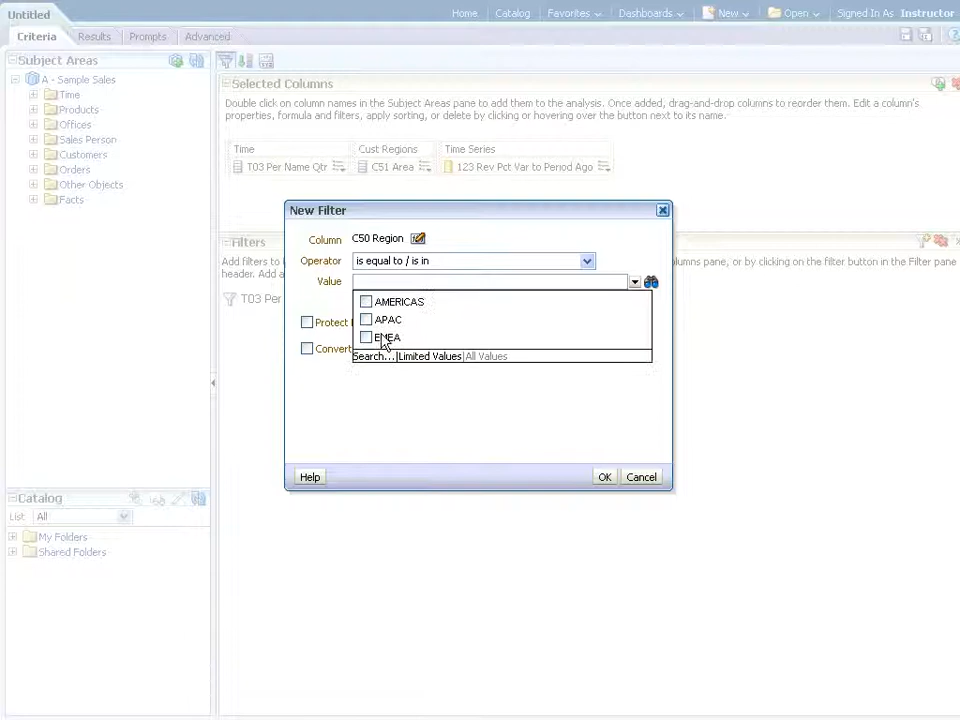 Untitled
Home Catalog Favorites Dashboards New Open Signed In As Instructor
Criteria Results Prompts Advanced
Subject Areas
A - Sample Sales
Time
Products
Offices
Sales Person
Customers
Orders
Other Objects
Facts
Catalog
List All
My Folders
Shared Folders
Selected Columns
Double click on column names in the Subject Areas pane to add them to the analysis. Once added, drag-and-drop columns to reorder them. Edit a column's
properties, formula and filters, apply sorting, or delete by clicking or hovering over the button next to its name.
Time Cust Regions Time Series
T03 Per Name Qtr C51 Area 123 Rev Pct Var to Period Ago
Filters
Add filters to columns pane, or by clicking on the filter button in the Filter pane
header. Add a
T03 Per
New Filter
Column C50 Region
Operator is equal to / is in
Value
AMERICAS
APAC
EMEA
Search...|Limited Values|All Values
Protect
Convert
Help OK Cancel